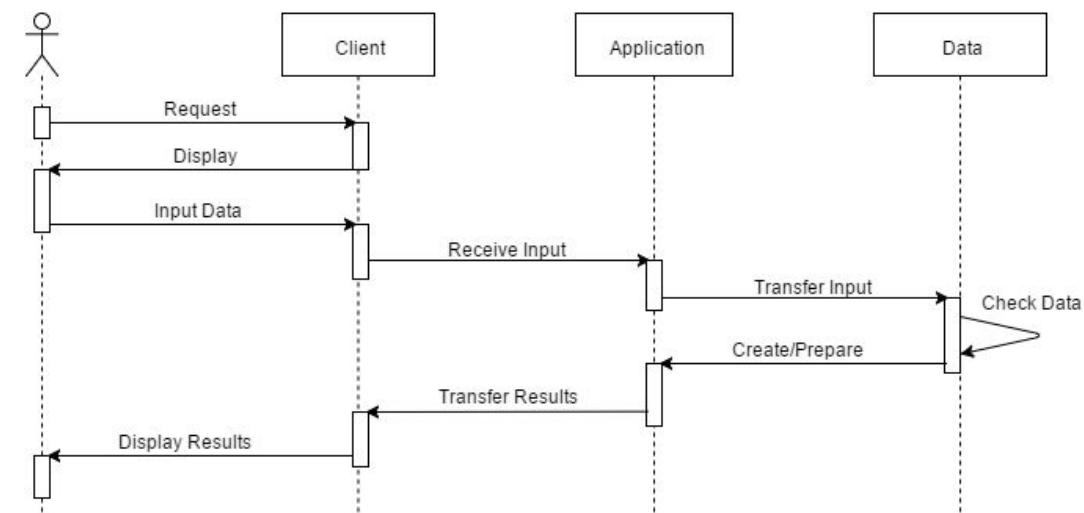 Client
Application
Data
Request
Display
Input Data
Receive Input
Transfer Input
Check Data
Create/Prepare
Transfer Results
Display Results